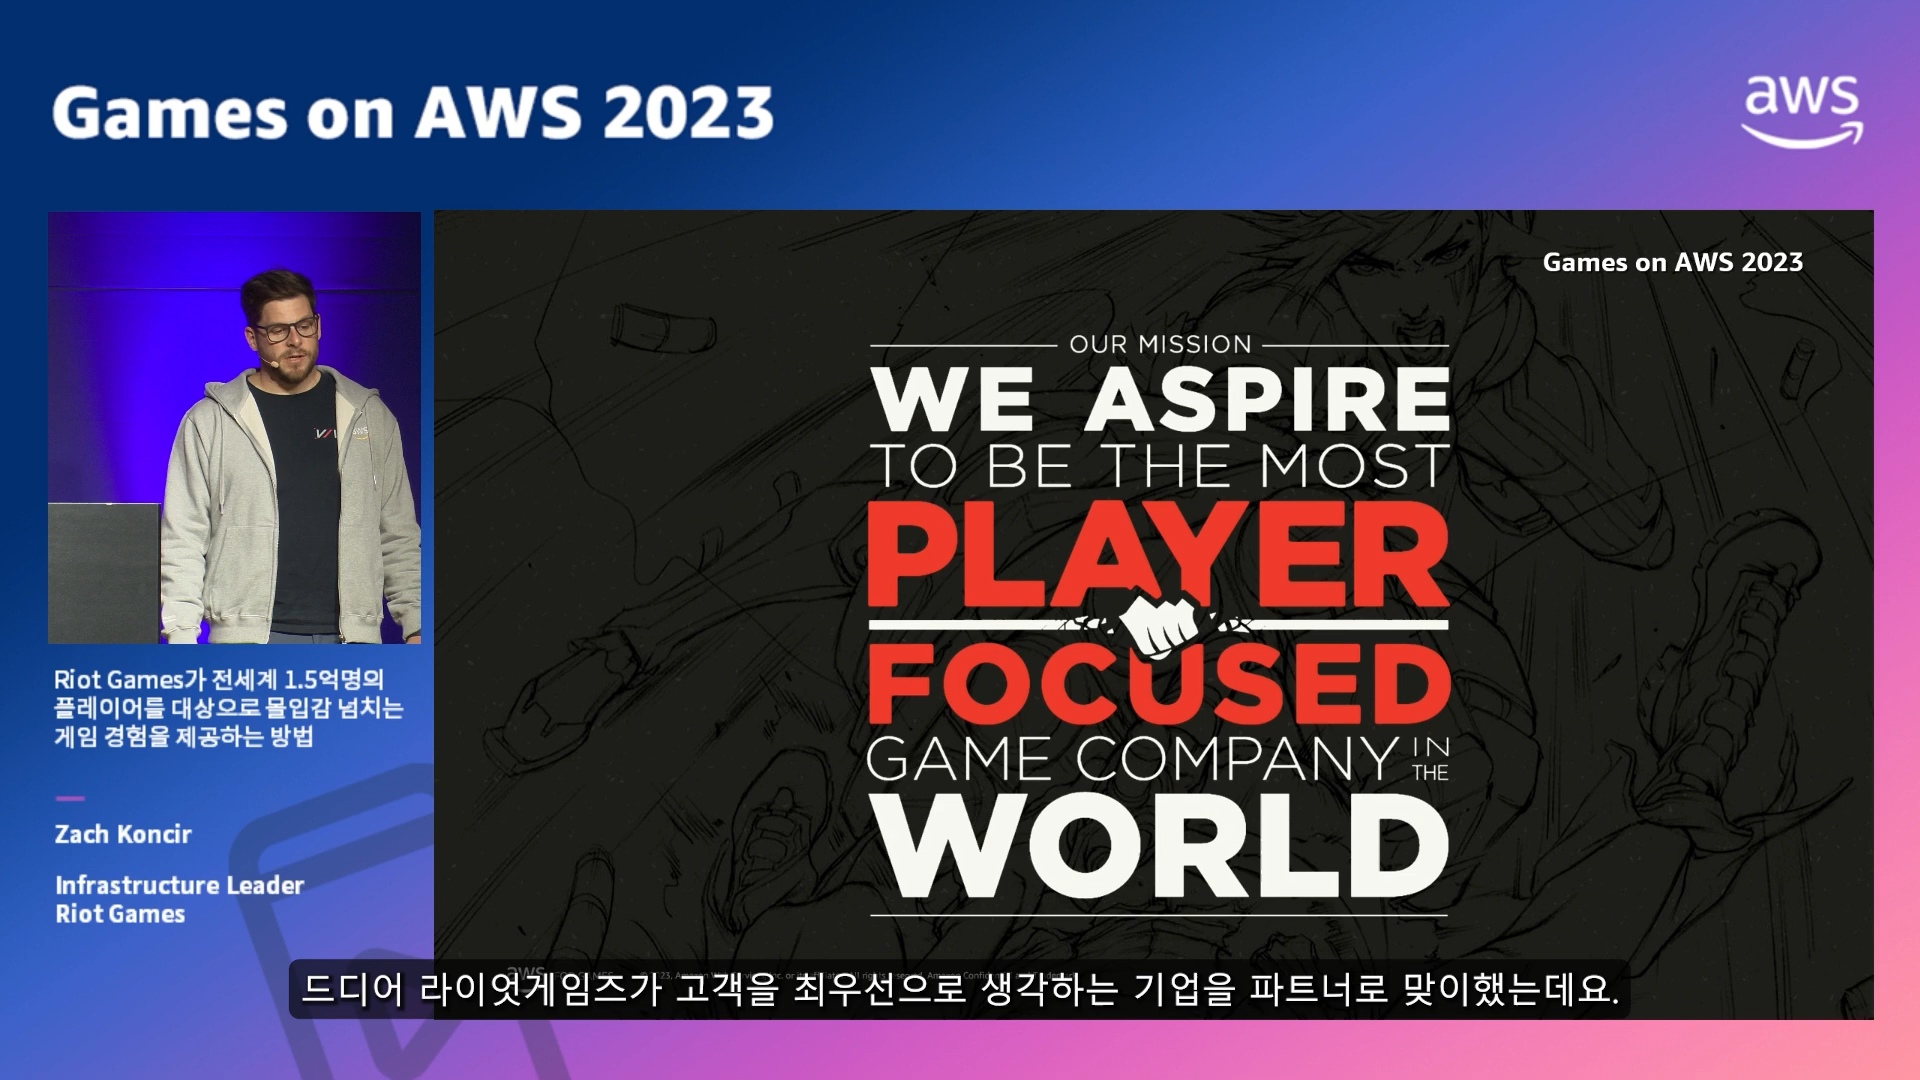 Games on AWS 2023
aws
Games on AWS 2023
OUR MISSION
WE ASPIRE
TO BE THE MOST
PLAYER
FOCUSED
GAME COMPANY IN THE
WORLD
Riot Games가 전세계 1.5억명의
플레이어를 대상으로 몰입감 넘치는
게임 경험을 제공하는 방법
Zach Koncir
Infrastructure Leader
Riot Games
드디어 라이엇게임즈가 고객을 최우선으로 생각하는 기업을 파트너로 맞이했는데요.